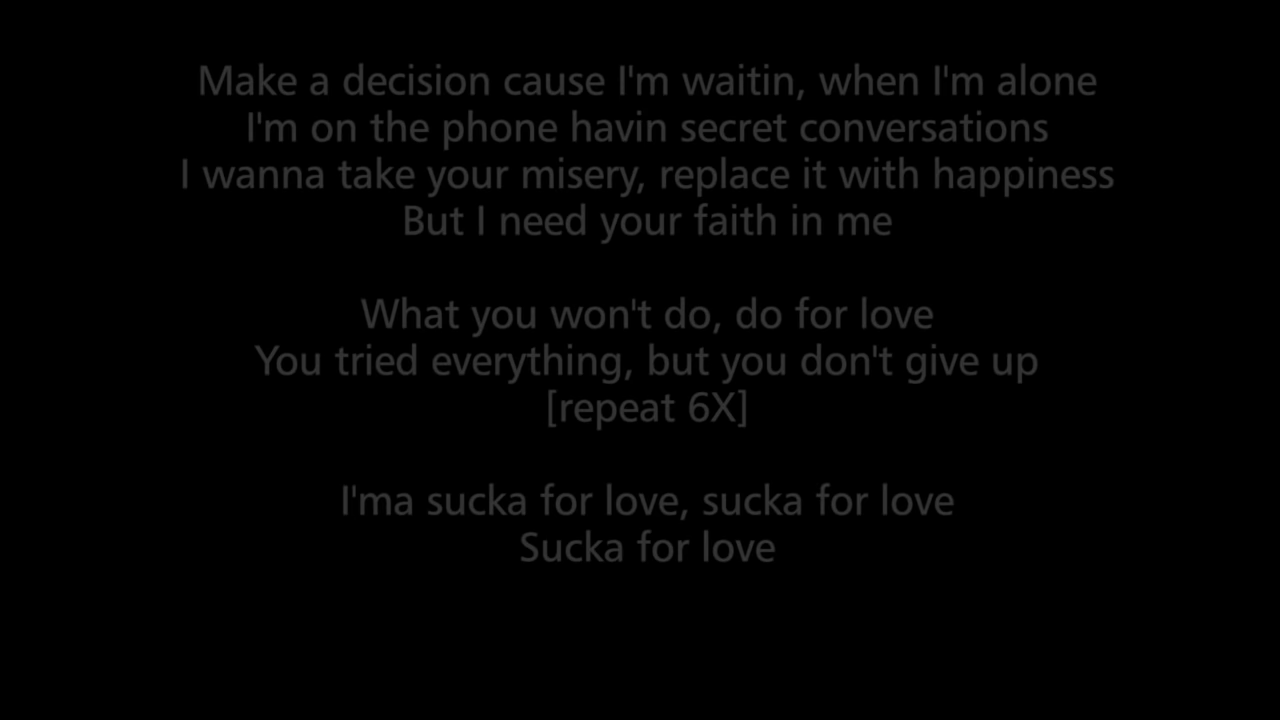 Make a decision cause I'm waitin, when I'm alone
I'm on the phone havin secret conversations
I wanna take your misery, replace it with happiness
But I need your faith in me
What you won't do, do for love
You tried everything, but you don't give up
[repeat 6X]
I'ma sucka for love, sucka for love
Sucka for love